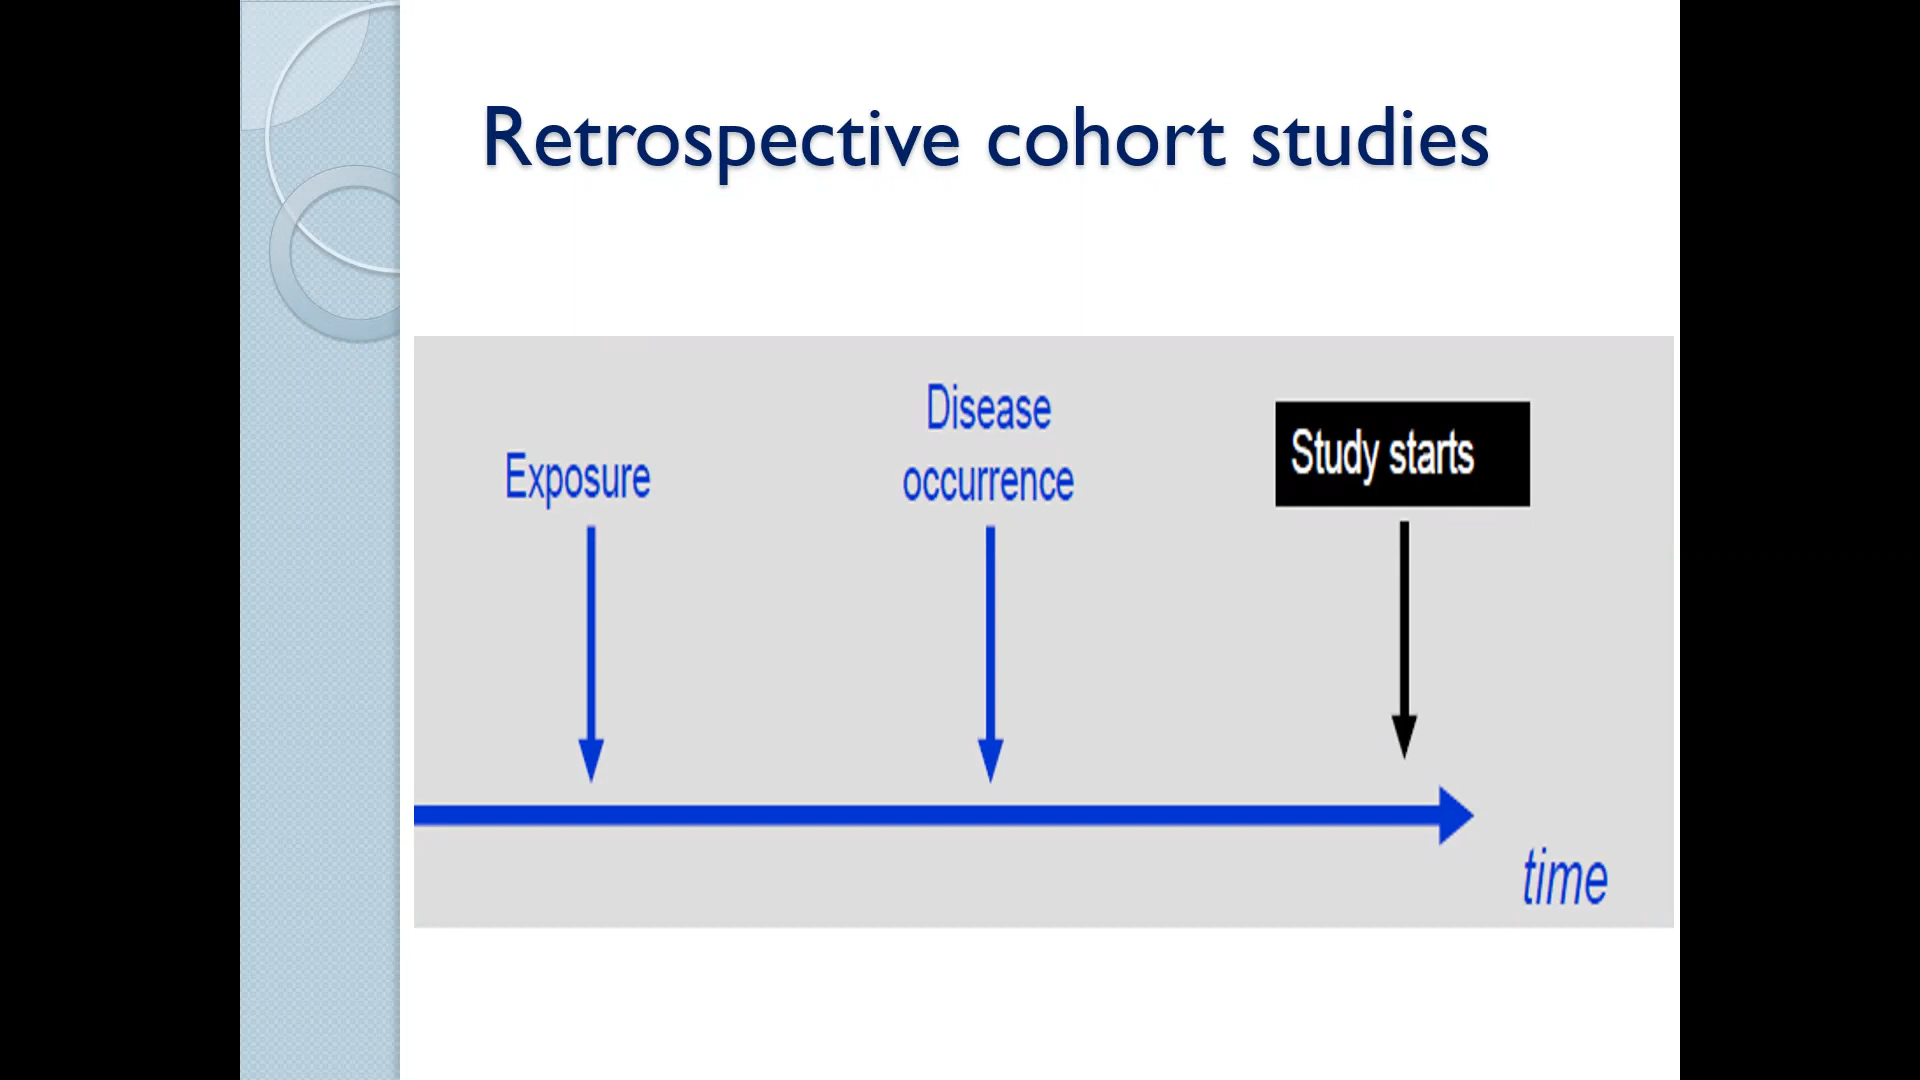 Retrospective cohort studies
Disease
Exposure
occurrence
Study starts
time